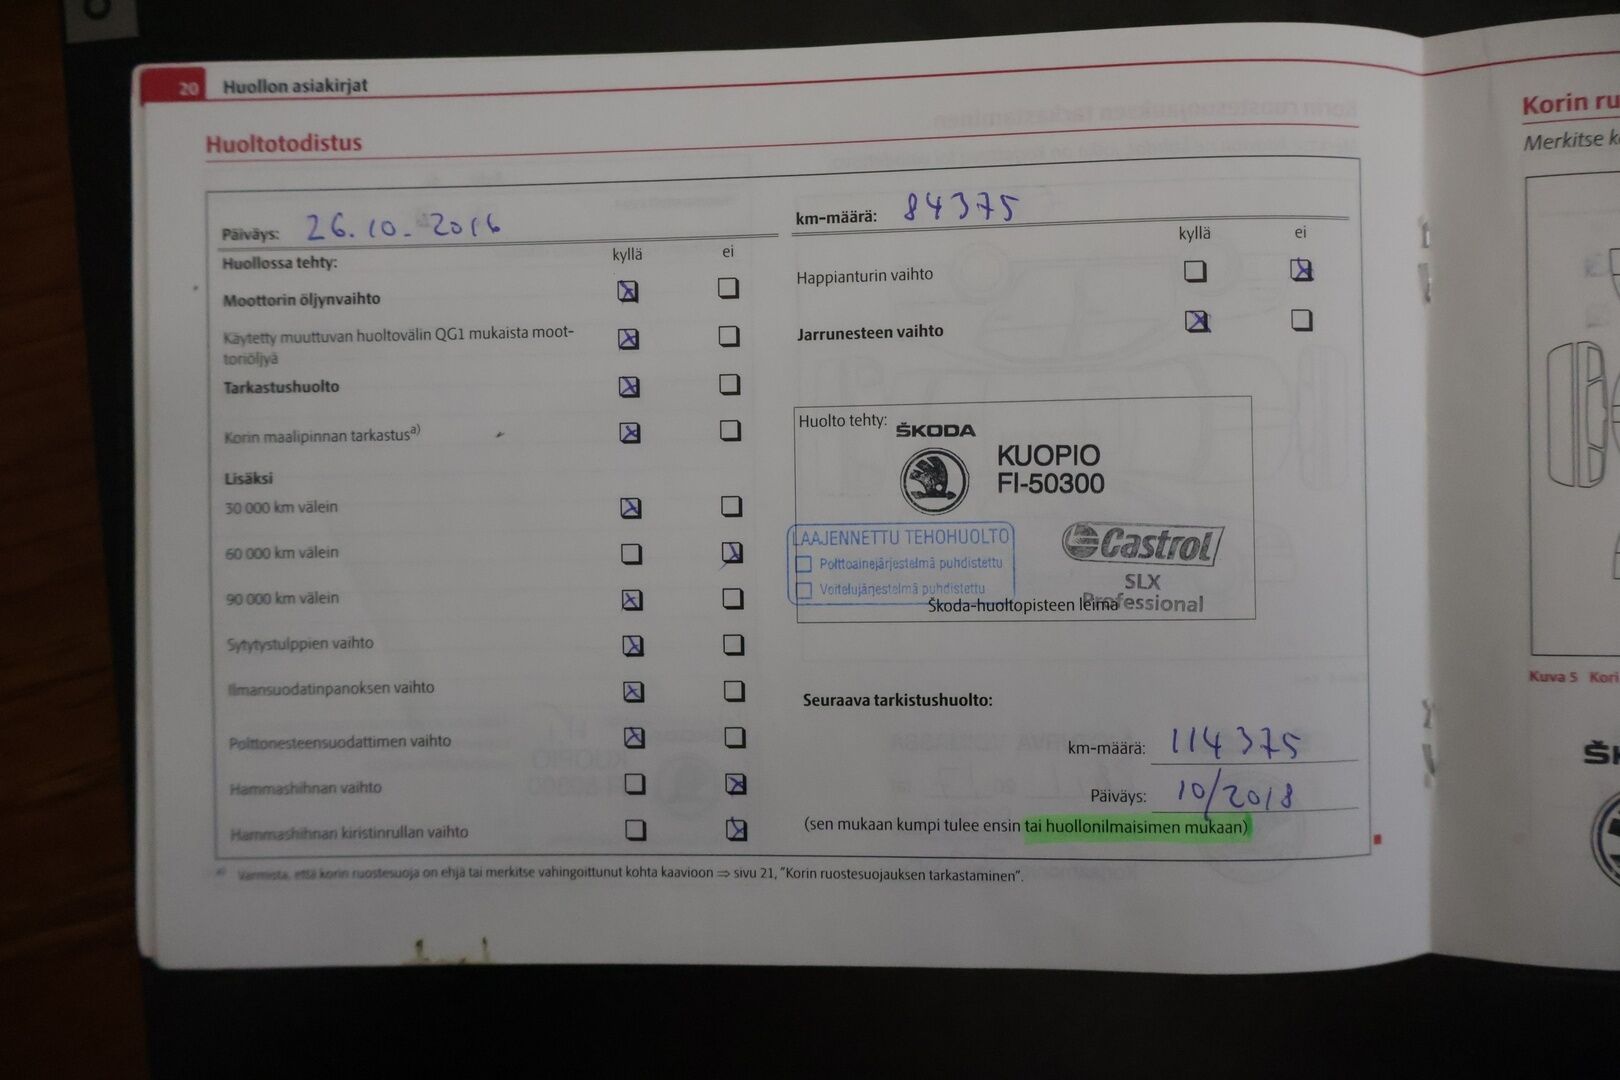 20 Huollon asiakirjat
Huoltotodistus
Päiväys: 26.10.2016
km-määrä: 84375
Huollossa tehty: kyllä ei
Moottorin öljynvaihto
Käytetty muuttuvan huoltovälin QG1 mukaista moot-
toriöljyä
Tarkastushuolto
Korin maalipinnan tarkastus a)
Lisäksi
30 000 km välein
60 000 km välein
90 000 km välein
Sytytystulppien vaihto
Ilmansuodatinpanoksen vaihto
Polttonesteensuodattimen vaihto
Hammashihnan vaihto
Hammashihnan kiristinrullan vaihto
kyllä ei
Happianturin vaihto
Jarrunesteen vaihto
Huolto tehty:
ŠKODA
KUOPIO
FI-50300
LAAJENNETTU TEHOHUOLTO
Polttoainejärjestelmä puhdistettu
Voitelujärjestelmä puhdistettu
Castrol
SLX
Professional
Škoda-huoltopisteen leima
Seuraava tarkistushuolto:
km-määrä: 114375
Päiväys: 10/2018
(sen mukaan kumpi tulee ensin tai huollonilmaisimen mukaan)
a) Varmista, että korin ruostesuoja on ehjä tai merkitse vahingoittunut kohta kaavioon ⇒ sivu 21, "Korin ruostesuojauksen tarkastaminen".
Korin ru
Merkitse k
Kuva 5 Kori